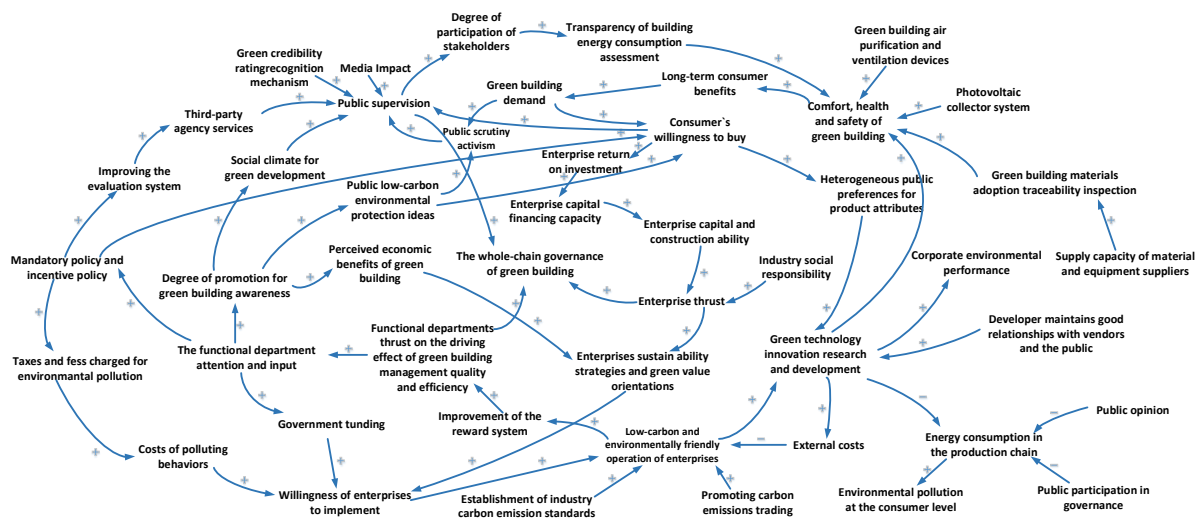 Degree of
participation of
stakeholders
Transparency of building
energy consumption
assessment
Green building air
purification and
ventilation devices
Green credibility
ratingrecognition
mechanism
Media Impact
Public supervision
Green building
demand
Long-term consumer
benefits
Comfort, health
and safety of
green building
Photovoltaic
collector system
Third-party
agency services
Public scrutiny
activism
Consumer`s
willingness to buy
Improving the
evaluation system
Social climate for
green development
Enterprise return
on investment
Public low-carbon
environmental
protection ideas
Enterprise capital
financing capacity
Heterogeneous public
preferences for
product attributes
Green building materials
adoption traceability inspection
Enterprise capital and
construction ability
Mandatory policy and
incentive policy
Degree of promotion for
green building awareness
Perceived economic
benefits of green
building
The whole-chain governance
of green building
Industry social
responsibility
Corporate environmental
performance
Supply capacity of material
and equipment suppliers
Enterprise thrust
Taxes and fess charged for
environmantal pollution
The functional department
attention and input
Functional departments
thrust on the driving
effect of green building
management quality
and efficiency
Enterprises sustain ability
strategies and green value
orientations
Green technology
innovation research
and development
Developer maintains good
relationships with vendors
and the public
Government tunding
Improvement of the
reward system
Low-carbon and
environmentally friendly
operation of enterprises
External costs
Energy consumption in
the production chain
Public opinion
Costs of polluting
behaviors
Willingness of enterprises
to implement
Establishment of industry
carbon emission standards
Promoting carbon
emissions trading
Environmental pollution
at the consumer level
Public participation in
governance